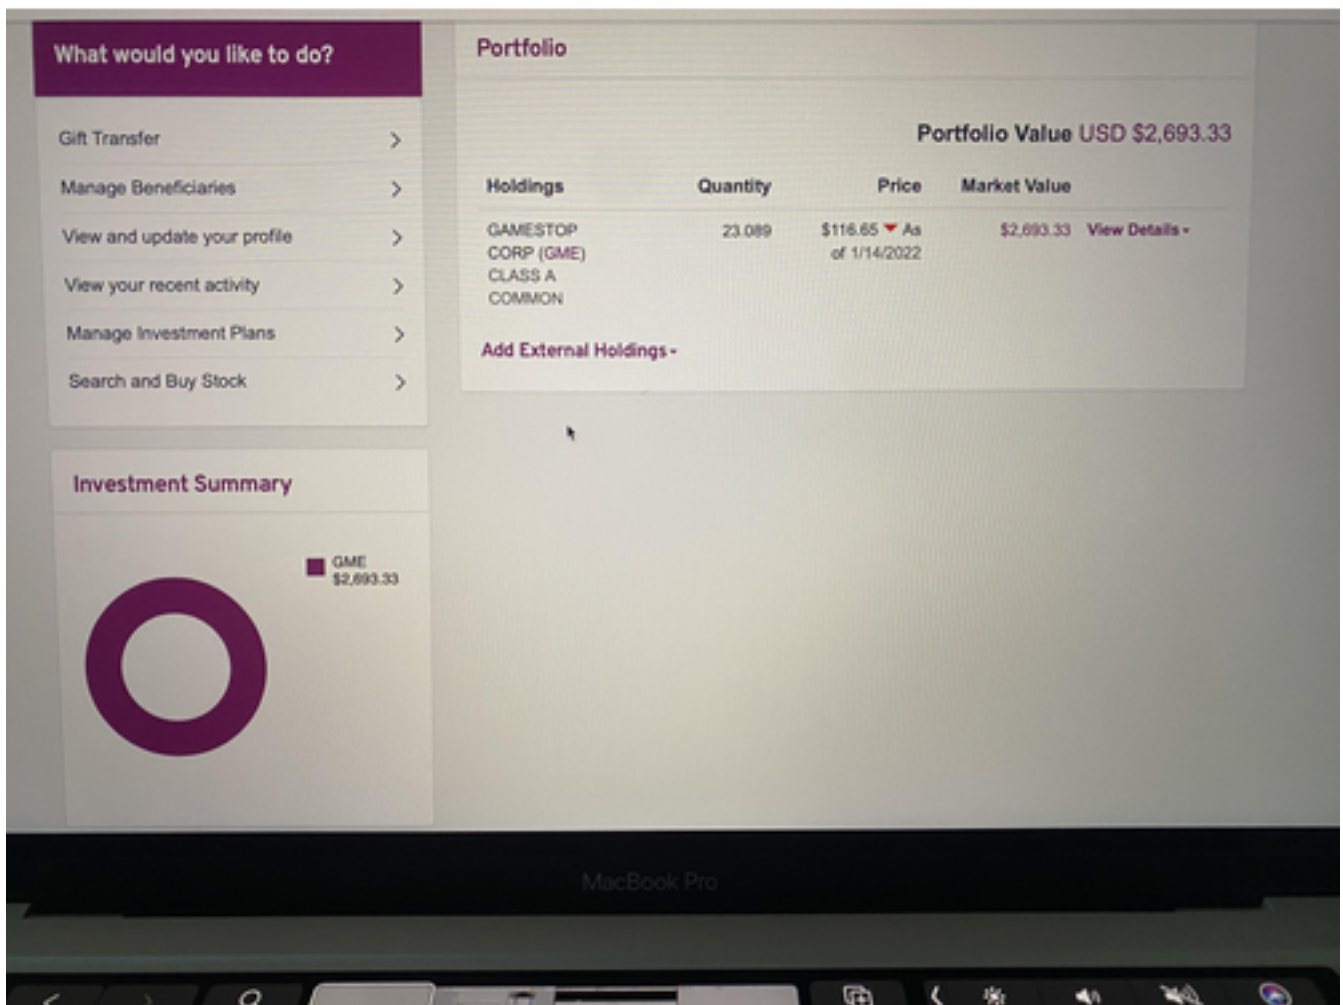 What would you like to do?
Gift Transfer
Manage Beneficiaries
View and update your profile
View your recent activity
Manage Investment Plans
Search and Buy Stock
Investment Summary
GME
$2,693.33
Portfolio
Portfolio Value USD $2,693.33
Holdings Quantity Price Market Value
GAMESTOP 23.089 $116.65 As $2,693.33 View Details
CORP (GME) of 1/14/2022
CLASS A
COMMON
Add External Holdings
MacBook Pro